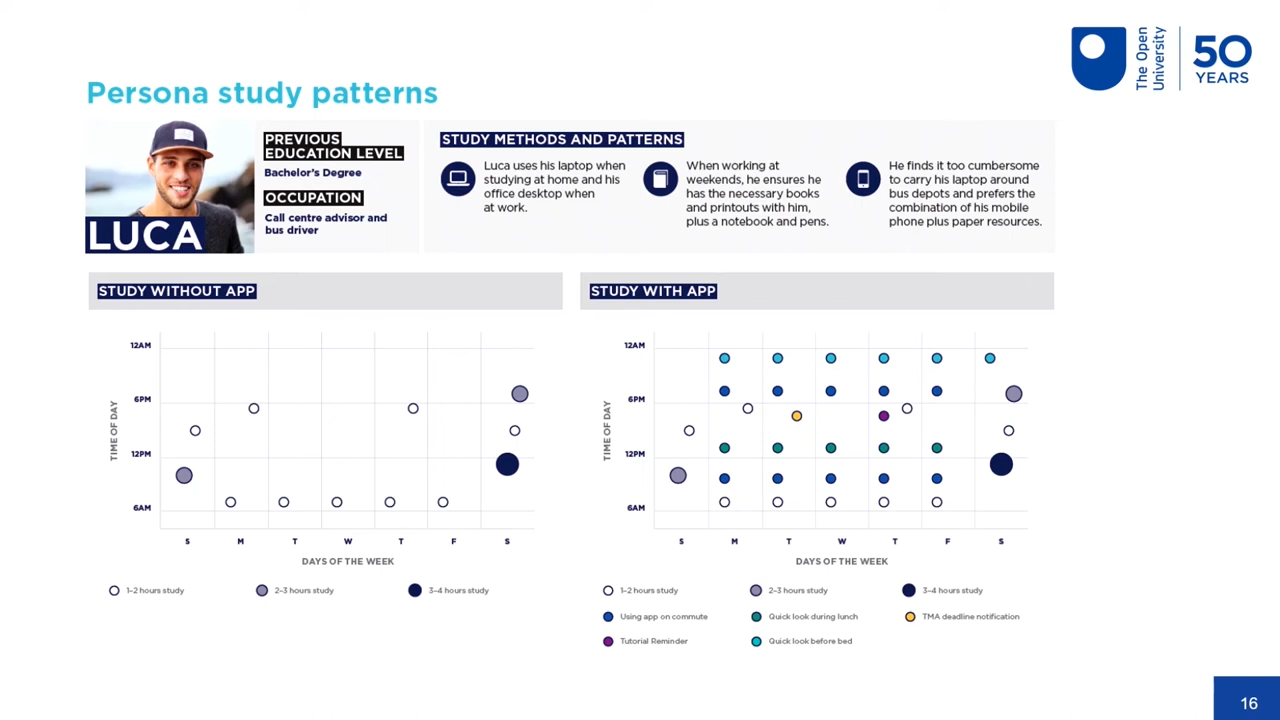 The Open
University
50
YEARS
Persona study patterns
LUCA
PREVIOUS
EDUCATION LEVEL
Bachelor's Degree
OCCUPATION
Call centre advisor and
bus driver
STUDY METHODS AND PATTERNS
Luca uses his laptop when
studying at home and his
office desktop when
at work.
When working at
weekends, he ensures he
has the necessary books
and printouts with him,
plus a notebook and pens.
He finds it too cumbersome
to carry his laptop around
bus depots and prefers the
combination of his mobile
phone plus paper resources.
STUDY WITHOUT APP
TIME OF DAY
12AM
6PM
12PM
6AM
S M T W T F S
DAYS OF THE WEEK
1–2 hours study 2–3 hours study 3–4 hours study
STUDY WITH APP
TIME OF DAY
12AM
6PM
12PM
6AM
S M T W T F S
DAYS OF THE WEEK
1–2 hours study 2–3 hours study 3–4 hours study
Using app on commute Quick look during lunch TMA deadline notification
Tutorial Reminder Quick look before bed
16